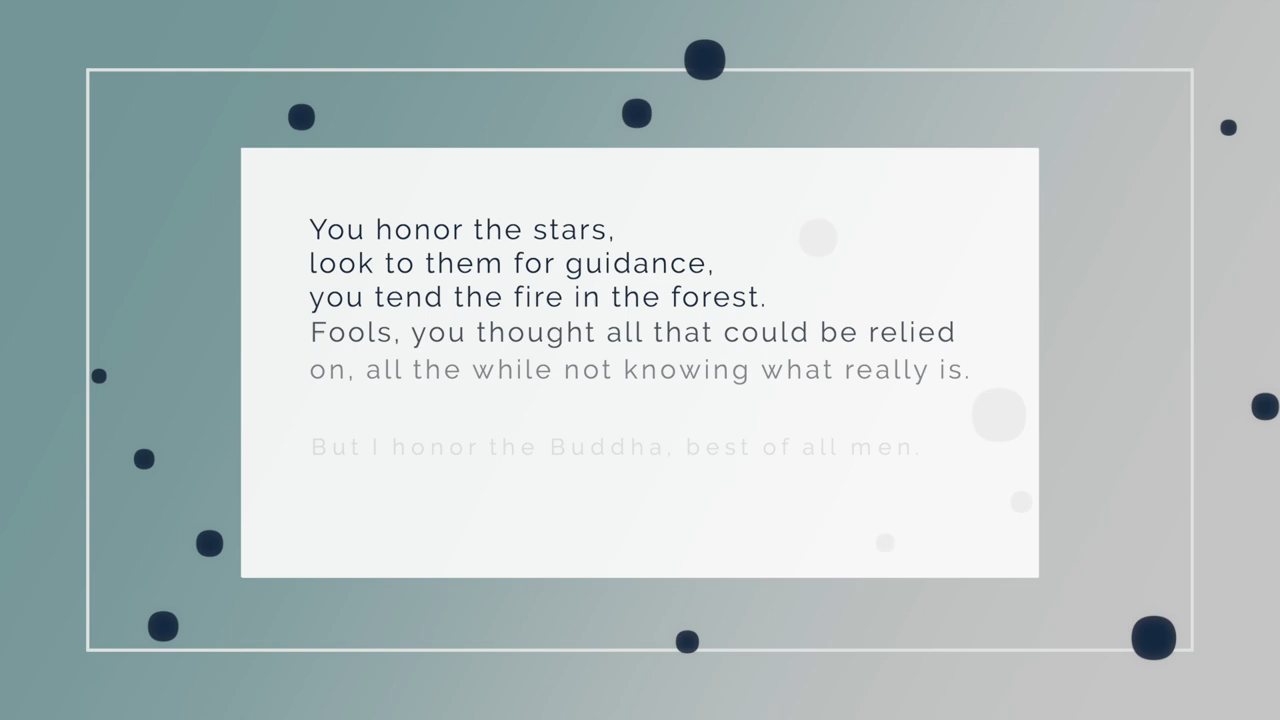 You honor the stars,
look to them for guidance,
you tend the fire in the forest.
Fools, you thought all that could be relied
on, all the while not knowing what really is.
But I honor the Buddha, best of all men.